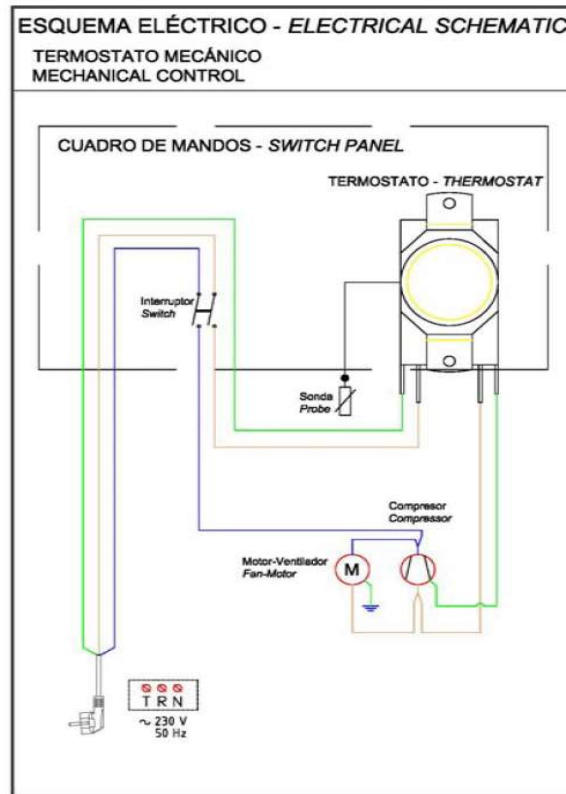 ESQUEMA ELÉCTRICO - ELECTRICAL SCHEMATIC
TERMOSTATO MECÁNICO
MECHANICAL CONTROL
CUADRO DE MANDOS - SWITCH PANEL
TERMOSTATO - THERMOSTAT
Interruptor
Switch
Sonda
Probe
Compresor
Compressor
Motor-Ventilador
Fan-Motor
M
T R N
~ 230 V
50 Hz